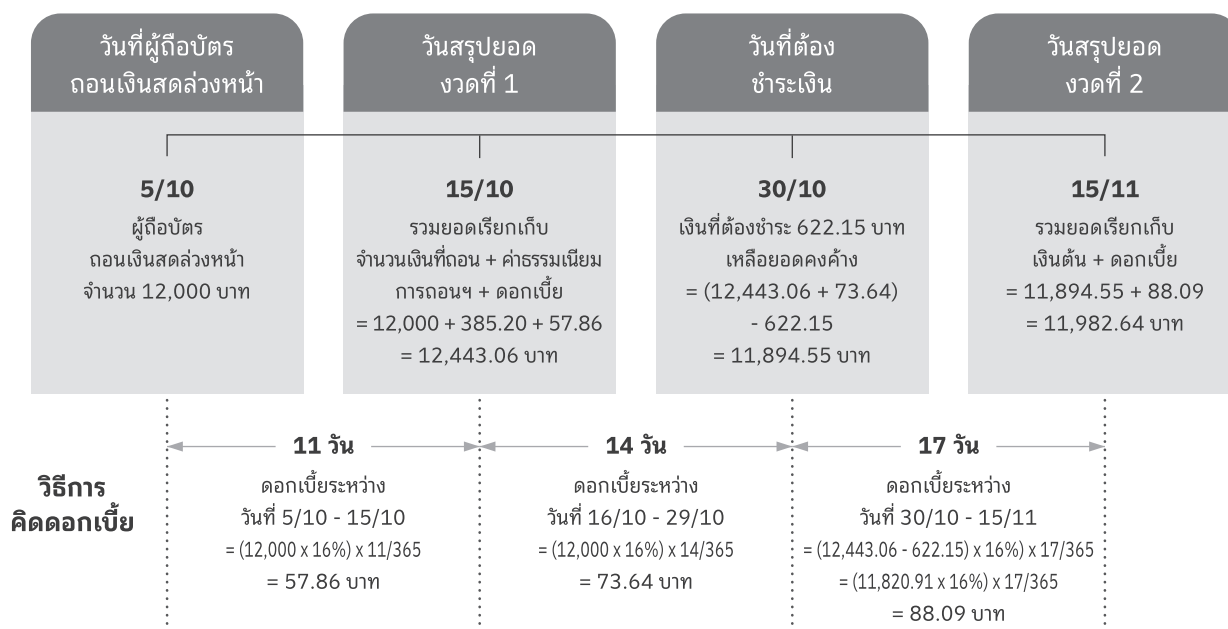 วันที่ผู้ถือบัตร
ถอนเงินสดล่วงหน้า
วันสรุปยอด
งวดที่ 1
วันที่ต้อง
ชำระเงิน
วันสรุปยอด
งวดที่ 2
5/10
ผู้ถือบัตร
ถอนเงินสดล่วงหน้า
จำนวน 12,000 บาท
15/10
รวมยอดเรียกเก็บ
จำนวนเงินที่ถอน + ค่าธรรมเนียม
การถอนฯ + ดอกเบี้ย
= 12,000 + 385.20 + 57.86
= 12,443.06 บาท
30/10
เงินที่ต้องชำระ 622.15 บาท
เหลือยอดคงค้าง
= (12,443.06 + 73.64)
- 622.15
= 11,894.55 บาท
15/11
รวมยอดเรียกเก็บ
เงินต้น + ดอกเบี้ย
= 11,894.55 + 88.09
= 11,982.64 บาท
วิธีการ
คิดดอกเบี้ย
11 วัน
ดอกเบี้ยระหว่าง
วันที่ 5/10 - 15/10
= (12,000 x 16%) x 11/365
= 57.86 บาท
14 วัน
ดอกเบี้ยระหว่าง
วันที่ 16/10 - 29/10
= (12,000 x 16%) x 14/365
= 73.64 บาท
17 วัน
ดอกเบี้ยระหว่าง
วันที่ 30/10 - 15/11
= (12,443.06 - 622.15) x 16%) x 17/365
= (11,820.91 x 16%) x 17/365
= 88.09 บาท